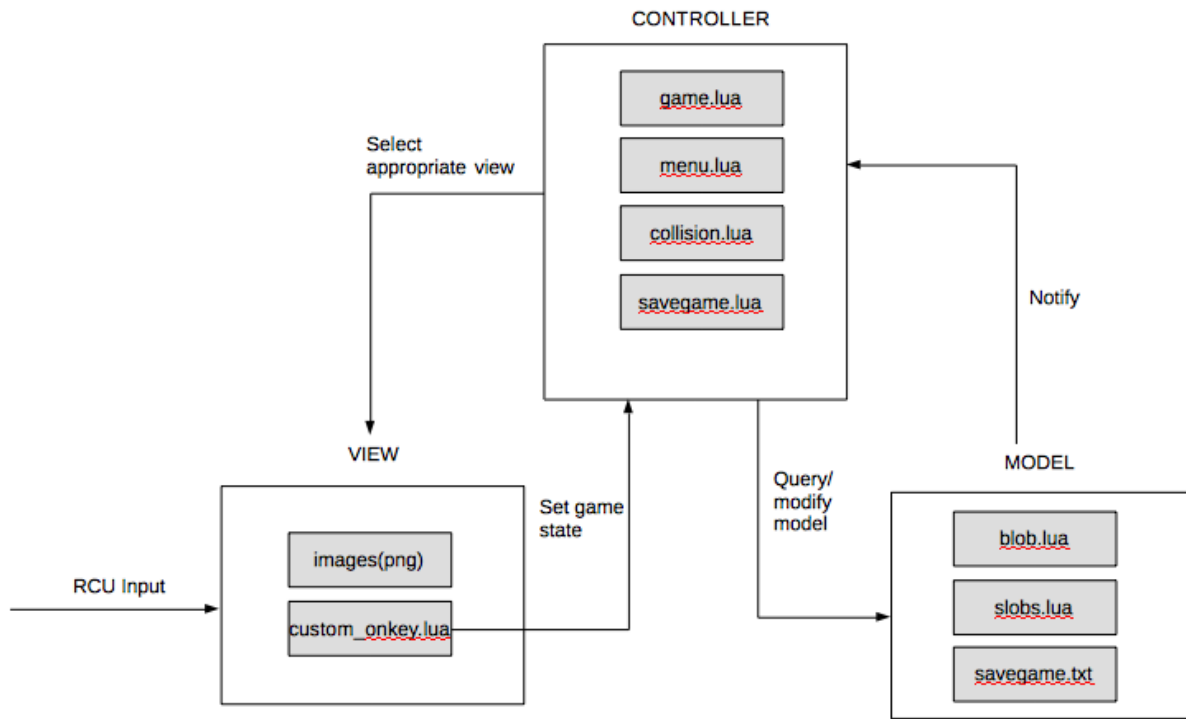 CONTROLLER
game.lua
menu.lua
collision.lua
savegame.lua
Select
appropriate view
Notify
VIEW
images(png)
custom_onkey.lua
RCU Input
Set game
state
Query/
modify
model
MODEL
blob.lua
slobs.lua
savegame.txt